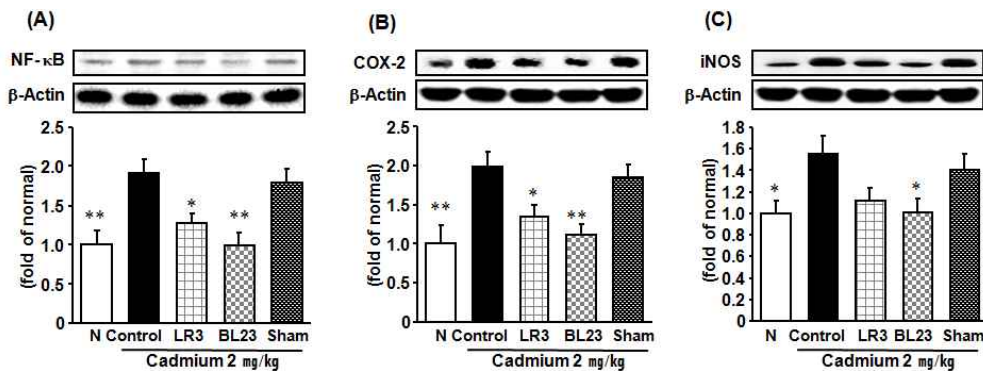 (A)
NF-κB
β-Actin
(fold of normal)
2.5
2.0
1.5
1.0
0.5
0
**
*
**
N Control LR3 BL23 Sham
Cadmium 2 mg/kg
(B)
COX-2
β-Actin
(fold of normal)
2.5
2.0
1.5
1.0
0.5
0
**
*
**
N Control LR3 BL23 Sham
Cadmium 2 mg/kg
(C)
iNOS
β-Actin
(fold of normal)
1.8
1.6
1.4
1.2
1.0
0.8
0.6
0.4
0.2
0
*
*
N Control LR3 BL23 Sham
Cadmium 2 mg/kg